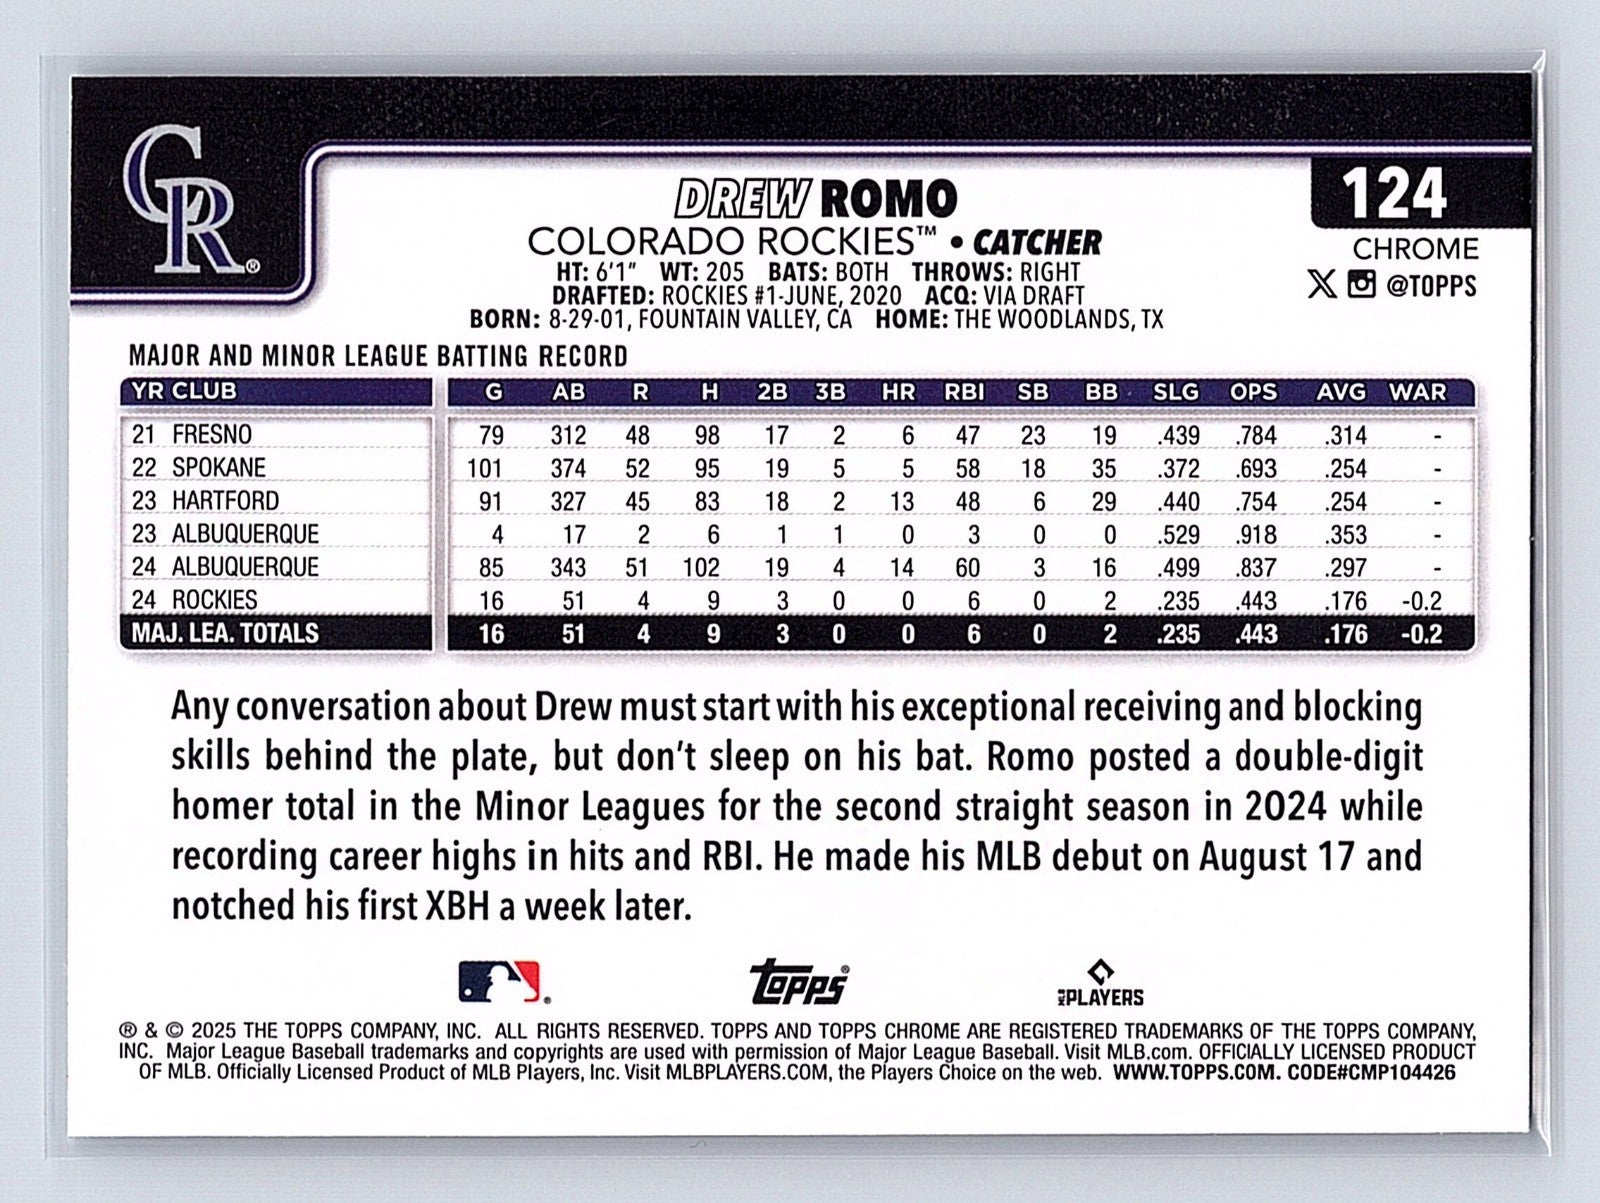 CR®
DREW ROMO
124
COLORADO ROCKIES™ • CATCHER
CHROME
HT: 6'1" WT: 205 BATS: BOTH THROWS: RIGHT
@TOPPS
DRAFTED: ROCKIES #1-JUNE, 2020 ACQ: VIA DRAFT
BORN: 8-29-01, FOUNTAIN VALLEY, CA HOME: THE WOODLANDS, TX
MAJOR AND MINOR LEAGUE BATTING RECORD
YR CLUB G AB R H 2B 3B HR RBI SB BB SLG OPS AVG WAR
21 FRESNO 79 312 48 98 17 2 6 47 23 19 .439 .784 .314 -
22 SPOKANE 101 374 52 95 19 5 5 58 18 35 .372 .693 .254 -
23 HARTFORD 91 327 45 83 18 2 13 48 6 29 .440 .754 .254 -
23 ALBUQUERQUE 4 17 2 6 1 1 0 3 0 0 .529 .918 .353 -
24 ALBUQUERQUE 85 343 51 102 19 4 14 60 3 16 .499 .837 .297 -
24 ROCKIES 16 51 4 9 3 0 0 6 0 2 .235 .443 .176 -0.2
MAJ. LEA. TOTALS 16 51 4 9 3 0 0 6 0 2 .235 .443 .176 -0.2
Any conversation about Drew must start with his exceptional receiving and blocking
skills behind the plate, but don't sleep on his bat. Romo posted a double-digit
homer total in the Minor Leagues for the second straight season in 2024 while
recording career highs in hits and RBI. He made his MLB debut on August 17 and
notched his first XBH a week later.
Topps® MLB PLAYERS
® & © 2025 THE TOPPS COMPANY, INC. ALL RIGHTS RESERVED. TOPPS AND TOPPS CHROME ARE REGISTERED TRADEMARKS OF THE TOPPS COMPANY,
INC. Major League Baseball trademarks and copyrights are used with permission of Major League Baseball. Visit MLB.com. OFFICIALLY LICENSED PRODUCT
OF MLB. Officially Licensed Product of MLB Players, Inc. Visit MLBPLAYERS.COM, the Players Choice on the web. WWW.TOPPS.COM. CODE#CMP104426